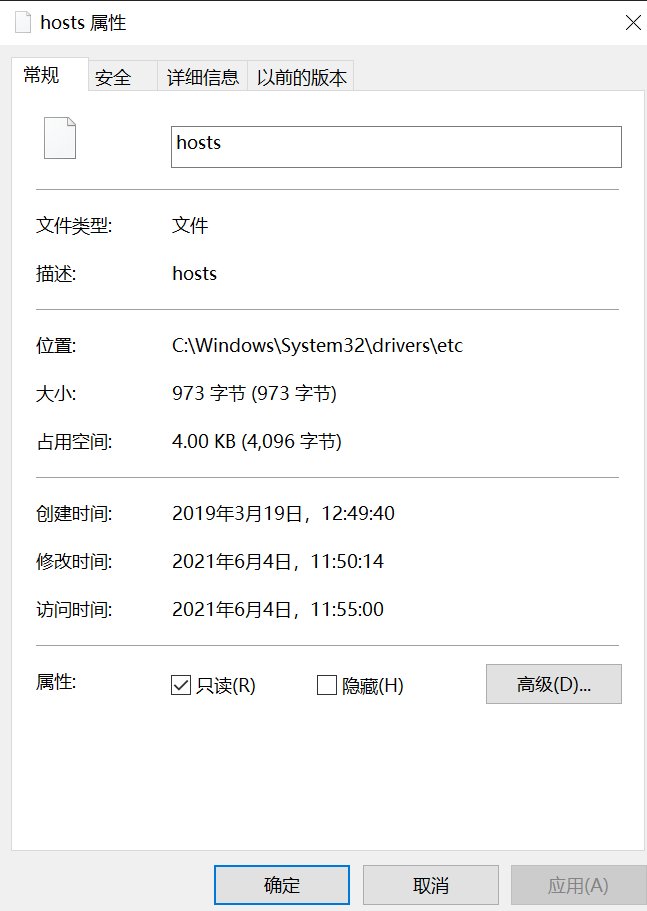 hosts 属性
常规 安全 详细信息 以前的版本
hosts
文件类型: 文件
描述: hosts
位置: C:\Windows\System32\drivers\etc
大小: 973 字节 (973 字节)
占用空间: 4.00 KB (4,096 字节)
创建时间: 2019年3月19日，12:49:40
修改时间: 2021年6月4日，11:50:14
访问时间: 2021年6月4日，11:55:00
属性: 只读(R) 隐藏(H) 高级(D)...
确定 取消 应用(A)